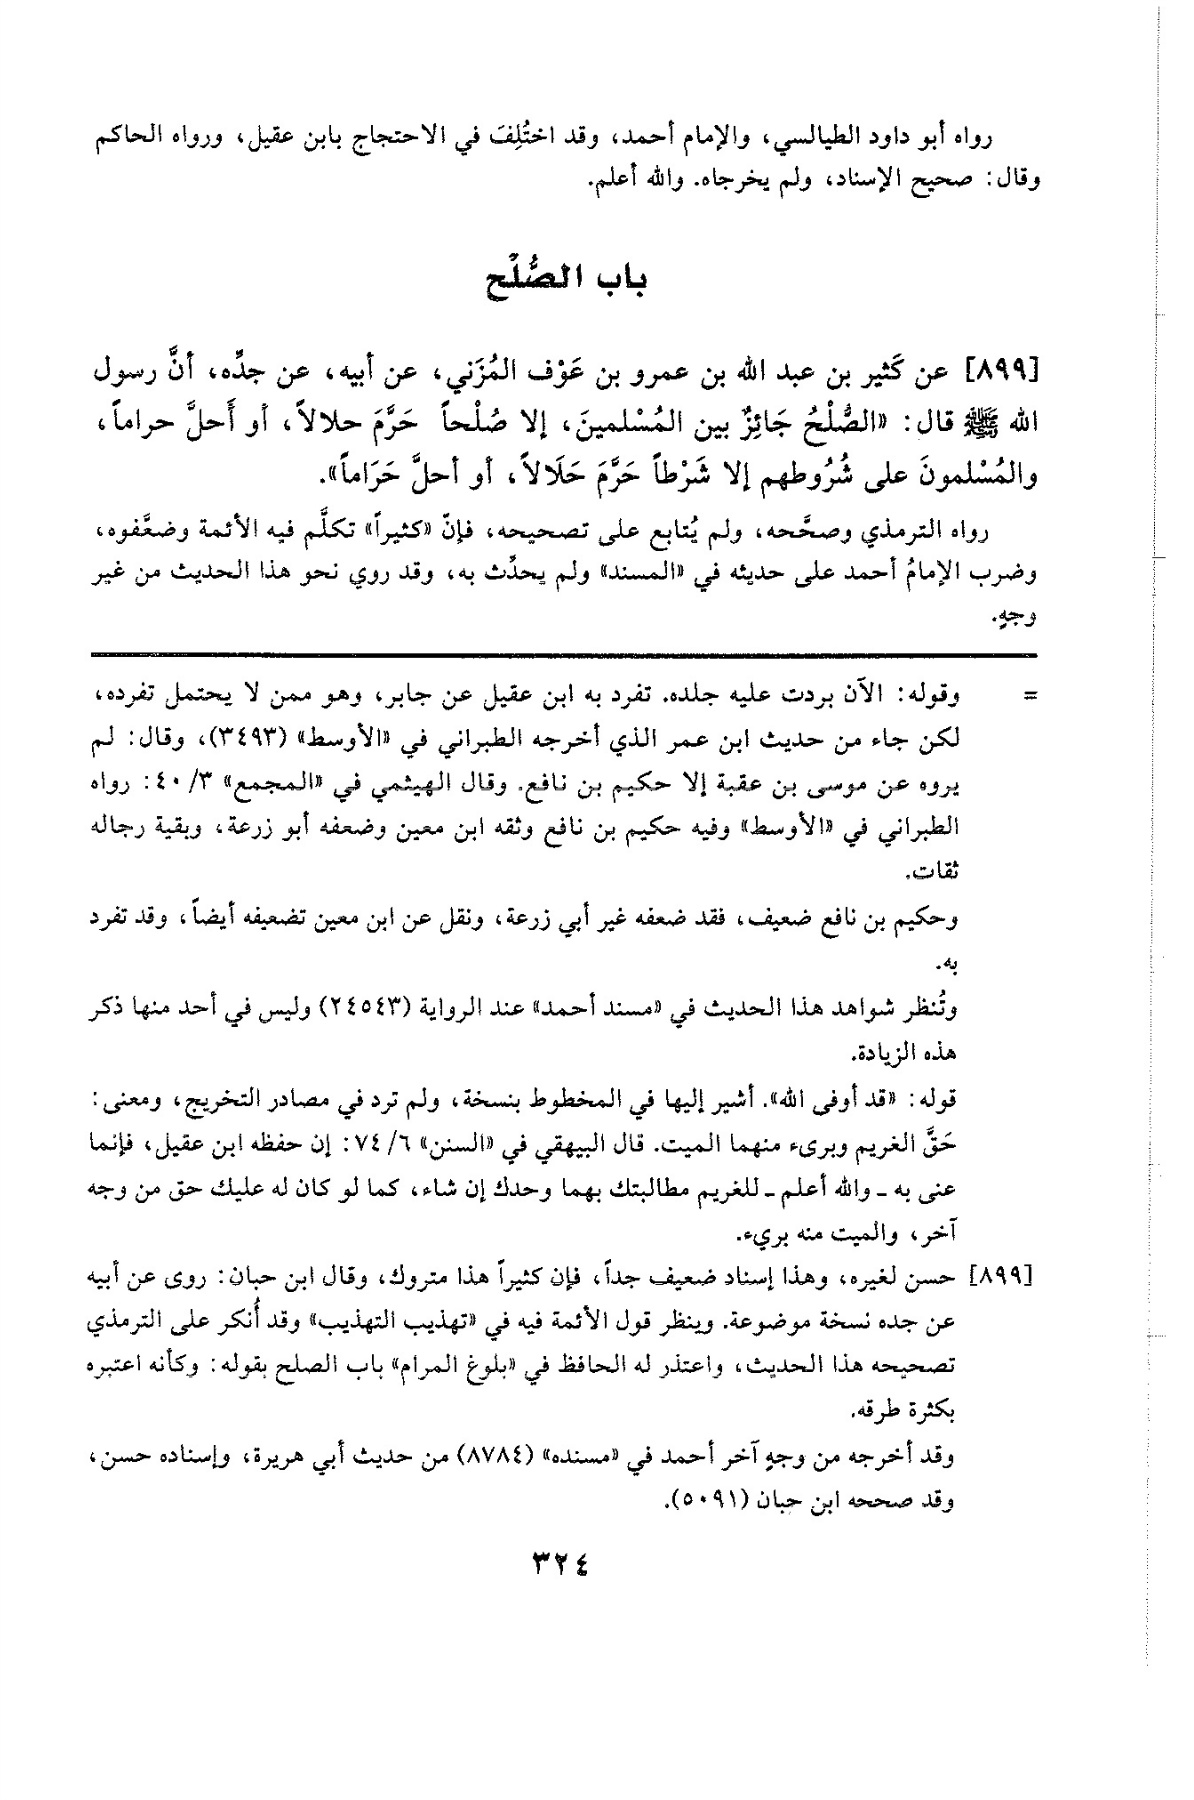 رواه أبو داود الطيالسي، والإمام أحمد، وقد اختُلِفَ في الاحتجاج بابن عقيل، ورواه الحاكم
وقال: صحيح الإسناد، ولم يخرجاه. والله أعلم.
باب الصُّلْح
[٨٩٩] عن كَثير بن عبد الله بن عمرو بن عَوْف المُزَني، عن أبيه، عن جدِّه، أنَّ رسول
الله ﷺ قال: «الصُّلْحُ جَائِزٌ بين المُسْلمينَ، إلا صُلْحاً حَرَّمَ حلالاً، أو أَحلَّ حراماً،
والمُسْلمونَ على شُرُوطهم إلا شَرْطاً حَرَّمَ حَلَالاً، أو أحلَّ حَرَاماً».
رواه الترمذي وصحَّحه، ولم يُتابع على تصحيحه، فإنّ «كثيراً» تكلَّم فيه الأئمة وضعَّفوه،
وضرب الإمامُ أحمد على حديثه في «المسند» ولم يحدِّث به، وقد روي نحو هذا الحديث من غير
وجهٍ.
= وقوله: الآن بردت عليه جلده. تفرد به ابن عقيل عن جابر، وهو ممن لا يحتمل تفرده،
لكن جاء من حديث ابن عمر الذي أخرجه الطبراني في «الأوسط» (٣٤٩٣)، وقال: لم
يروه عن موسى بن عقبة إلا حكيم بن نافع. وقال الهيثمي في «المجمع» ٣/ ٤٠: رواه
الطبراني في «الأوسط» وفيه حكيم بن نافع وثقه ابن معين وضعفه أبو زرعة، وبقية رجاله
ثقات.
وحكيم بن نافع ضعيف، فقد ضعفه غير أبي زرعة، ونقل عن ابن معين تضعيفه أيضاً، وقد تفرد
به.
وتُنظر شواهد هذا الحديث في «مسند أحمد» عند الرواية (٢٤٥٤٣) وليس في أحد منها ذكر
هذه الزيادة.
قوله: «قد أوفى الله». أشير إليها في المخطوط بنسخة، ولم ترد في مصادر التخريج، ومعنى:
حَقَّ الغريم وبرىء منهما الميت. قال البيهقي في «السنن» ٦/ ٧٤: إن حفظه ابن عقيل، فإنما
عنى به ـ والله أعلم ـ للغريم مطالبتك بهما وحدك إن شاء، كما لو كان له عليك حق من وجه
آخر، والميت منه بريء.
[٨٩٩] حسن لغيره، وهذا إسناد ضعيف جداً، فإن كثيراً هذا متروك، وقال ابن حبان: روى عن أبيه
عن جده نسخة موضوعة. وينظر قول الأئمة فيه في «تهذيب التهذيب» وقد أُنكر على الترمذي
تصحيحه هذا الحديث، واعتذر له الحافظ في «بلوغ المرام» باب الصلح بقوله: وكأنه اعتبره
بكثرة طرقه.
وقد أخرجه من وجهٍ آخر أحمد في «مسنده» (٨٧٨٤) من حديث أبي هريرة، وإسناده حسن،
وقد صححه ابن حبان (٥٠٩١).
٣٢٤